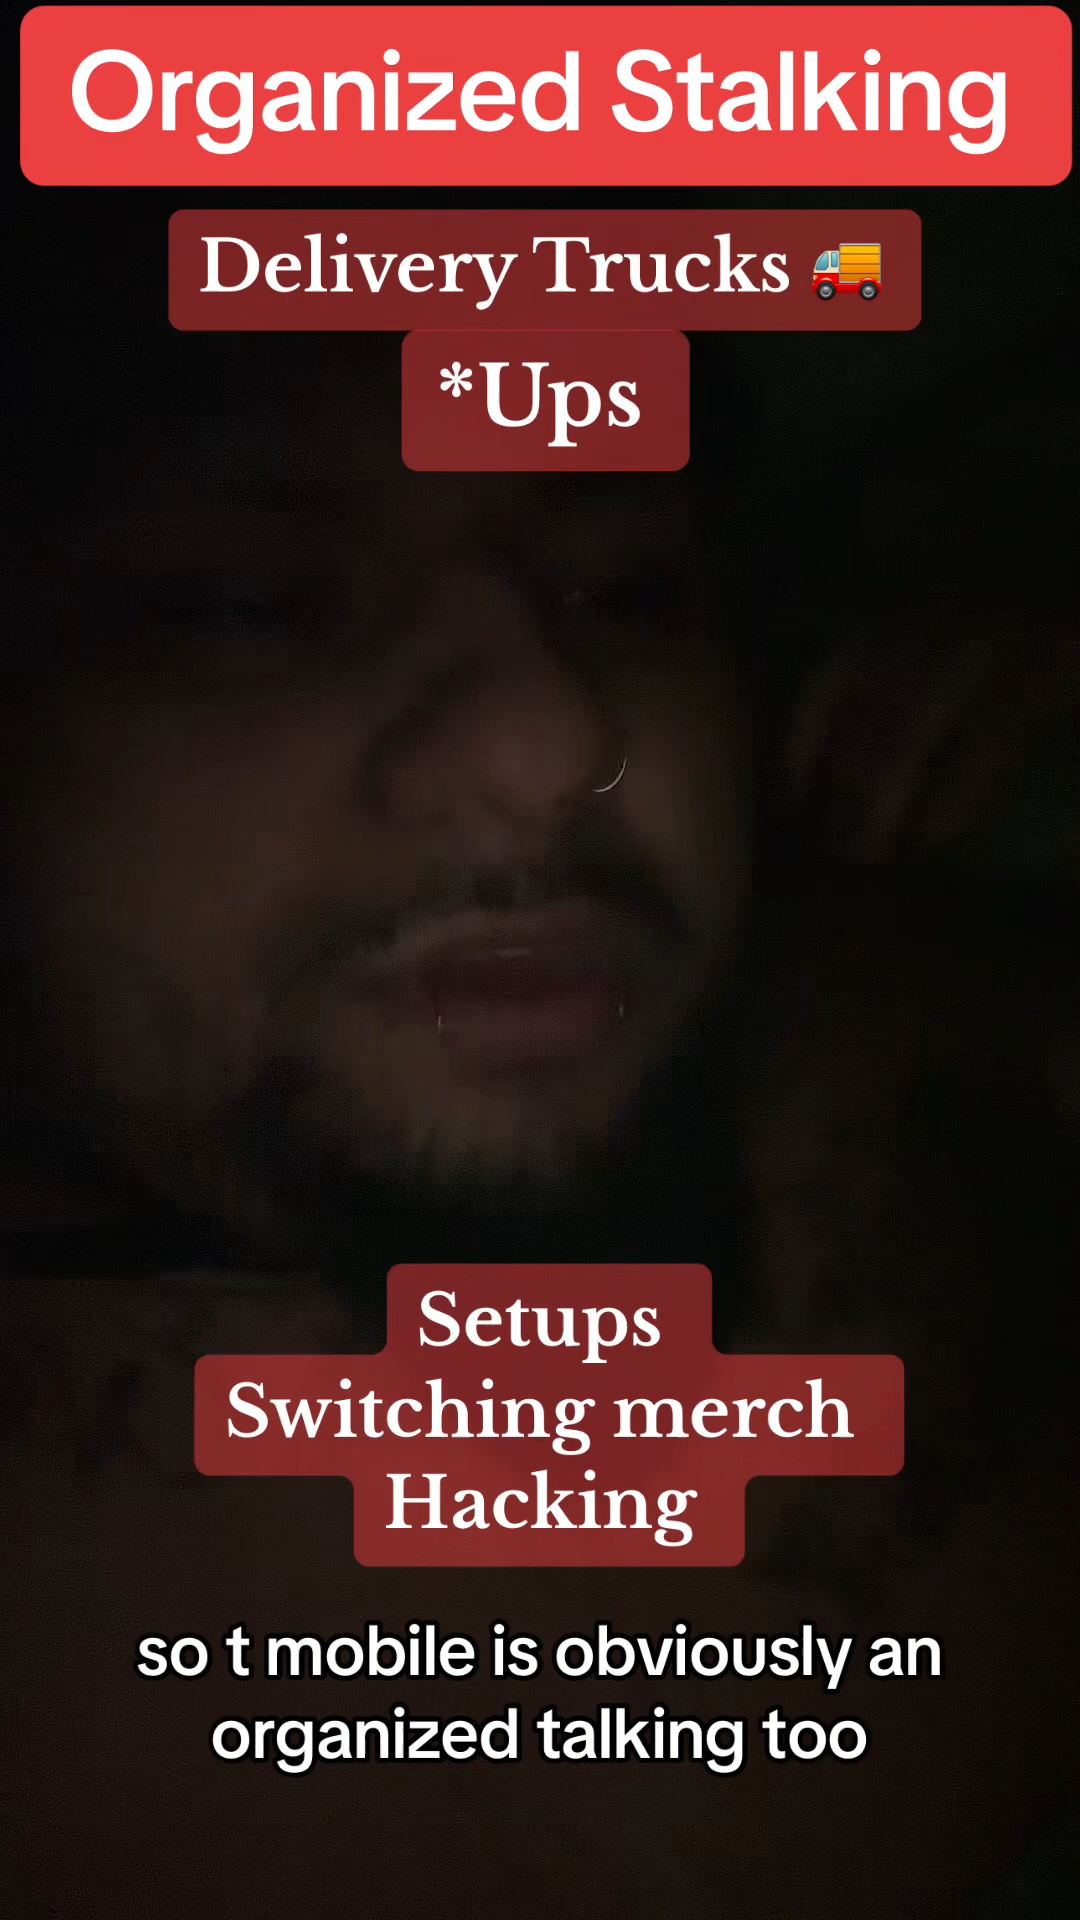 Organized Stalking
Delivery Trucks 🚚
*Ups
Setups
Switching merch
Hacking
so t mobile is obviously an
organized talking too